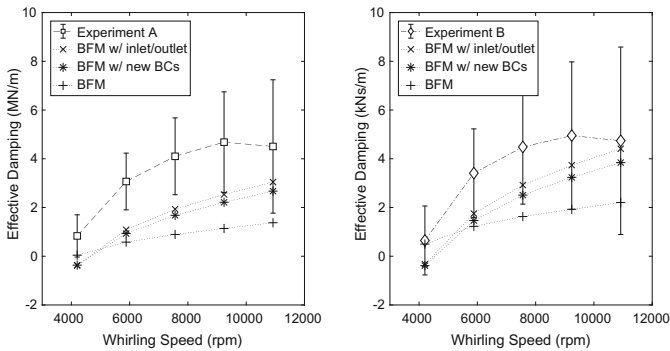 10
8
6
4
2
0
-2
Effective Damping (MN/m)
Experiment A
BFM w/ inlet/outlet
BFM w/ new BCs
BFM
4000 6000 8000 10000 12000
Whirling Speed (rpm)
10
8
6
4
2
0
-2
Effective Damping (kNs/m)
Experiment B
BFM w/ inlet/outlet
BFM w/ new BCs
BFM
4000 6000 8000 10000 12000
Whirling Speed (rpm)